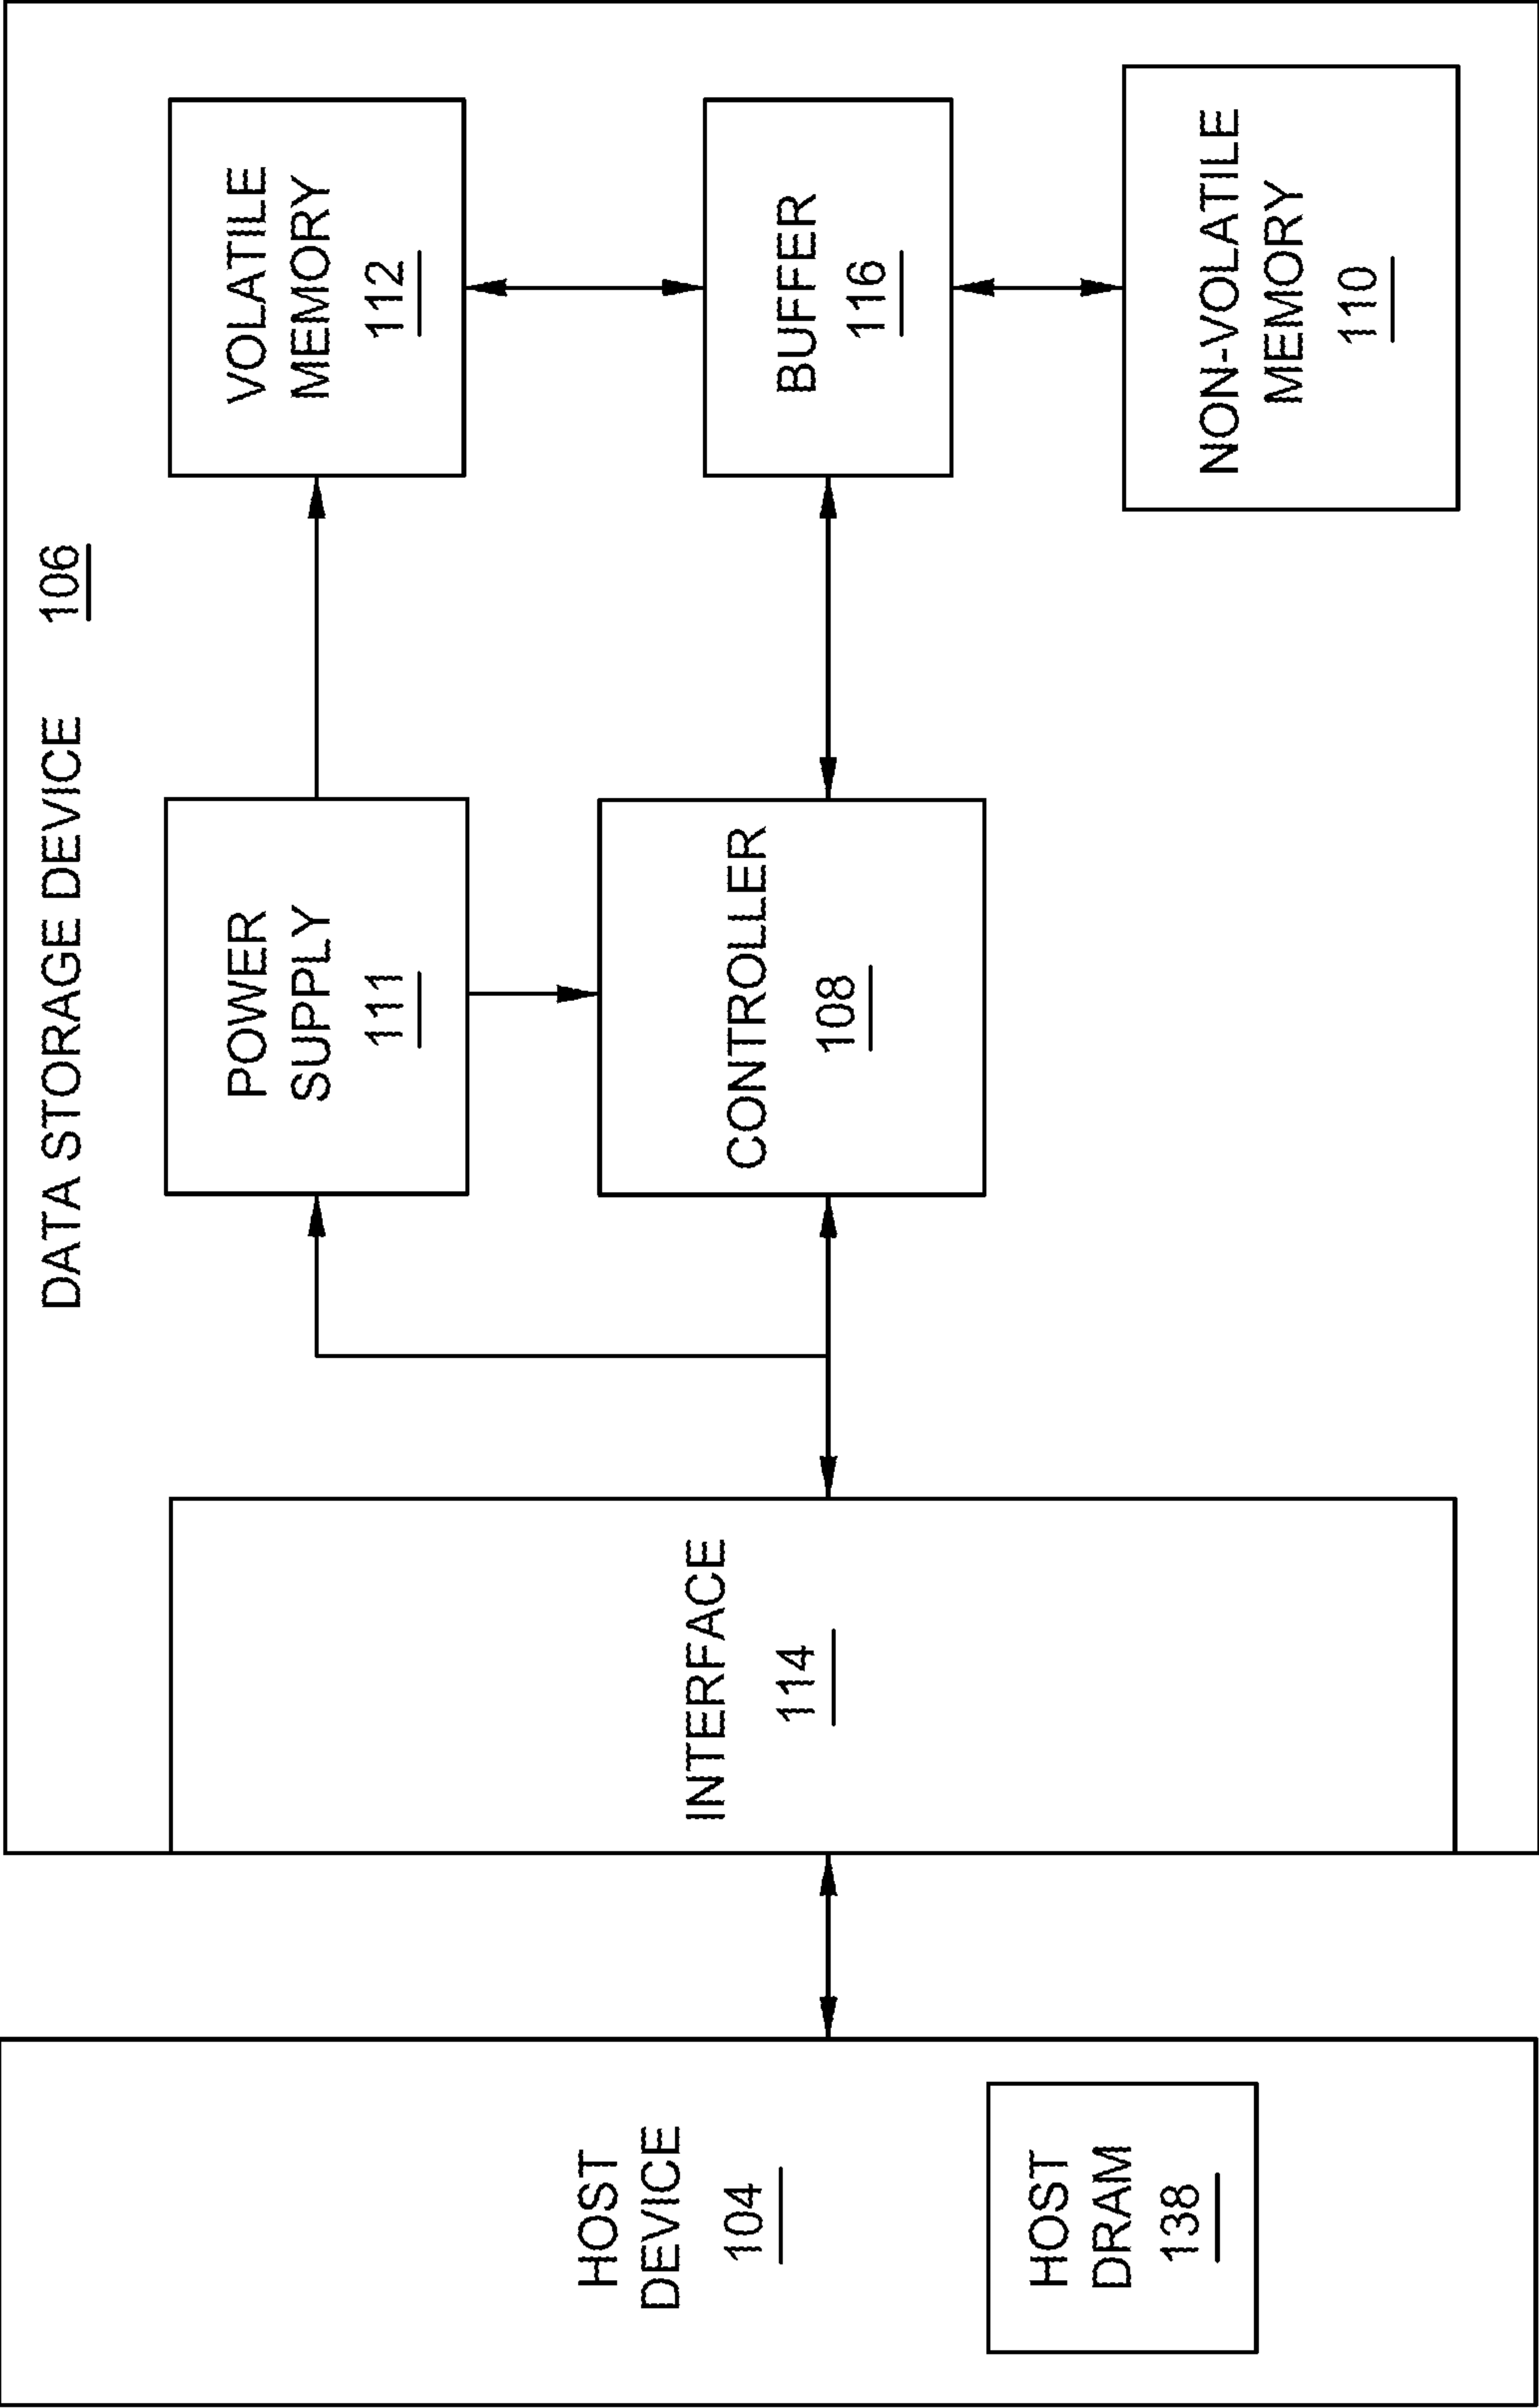 DATA STORAGE DEVICE 106
HOST
DEVICE
104
HOST
DRAM
138
INTERFACE
114
POWER
SUPPLY
111
CONTROLLER
108
VOLATILE
MEMORY
112
BUFFER
116
NON-VOLATILE
MEMORY
110